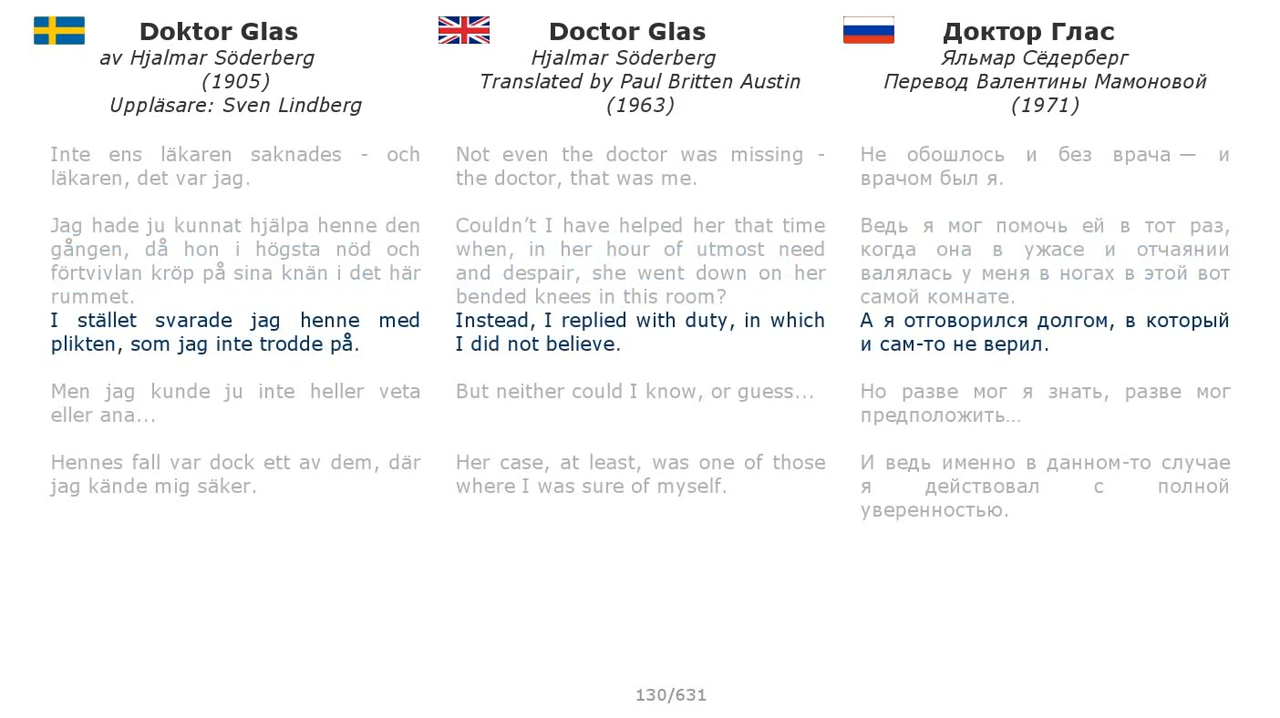 Doktor Glas
av Hjalmar Söderberg
(1905)
Uppläsare: Sven Lindberg
Inte ens läkaren saknades - och
läkaren, det var jag.
Jag hade ju kunnat hjälpa henne den
gången, då hon i högsta nöd och
förtvivlan kröp på sina knän i det här
rummet.
I stället svarade jag henne med
plikten, som jag inte trodde på.
Men jag kunde ju inte heller veta
eller ana...
Hennes fall var dock ett av dem, där
jag kände mig säker.
Doctor Glas
Hjalmar Söderberg
Translated by Paul Britten Austin
(1963)
Not even the doctor was missing -
the doctor, that was me.
Couldn’t I have helped her that time
when, in her hour of utmost need
and despair, she went down on her
bended knees in this room?
Instead, I replied with duty, in which
I did not believe.
But neither could I know, or guess...
Her case, at least, was one of those
where I was sure of myself.
Доктор Глас
Яльмар Сёдерберг
Перевод Валентины Мамоновой
(1971)
Не обошлось и без врача — и
врачом был я.
Ведь я мог помочь ей в тот раз,
когда она в ужасе и отчаянии
валялась у меня в ногах в этой вот
самой комнате.
А я отговорился долгом, в который
и сам-то не верил.
Но разве мог я знать, разве мог
предположить…
И ведь именно в данном-то случае
я действовал с полной
уверенностью.
130/631